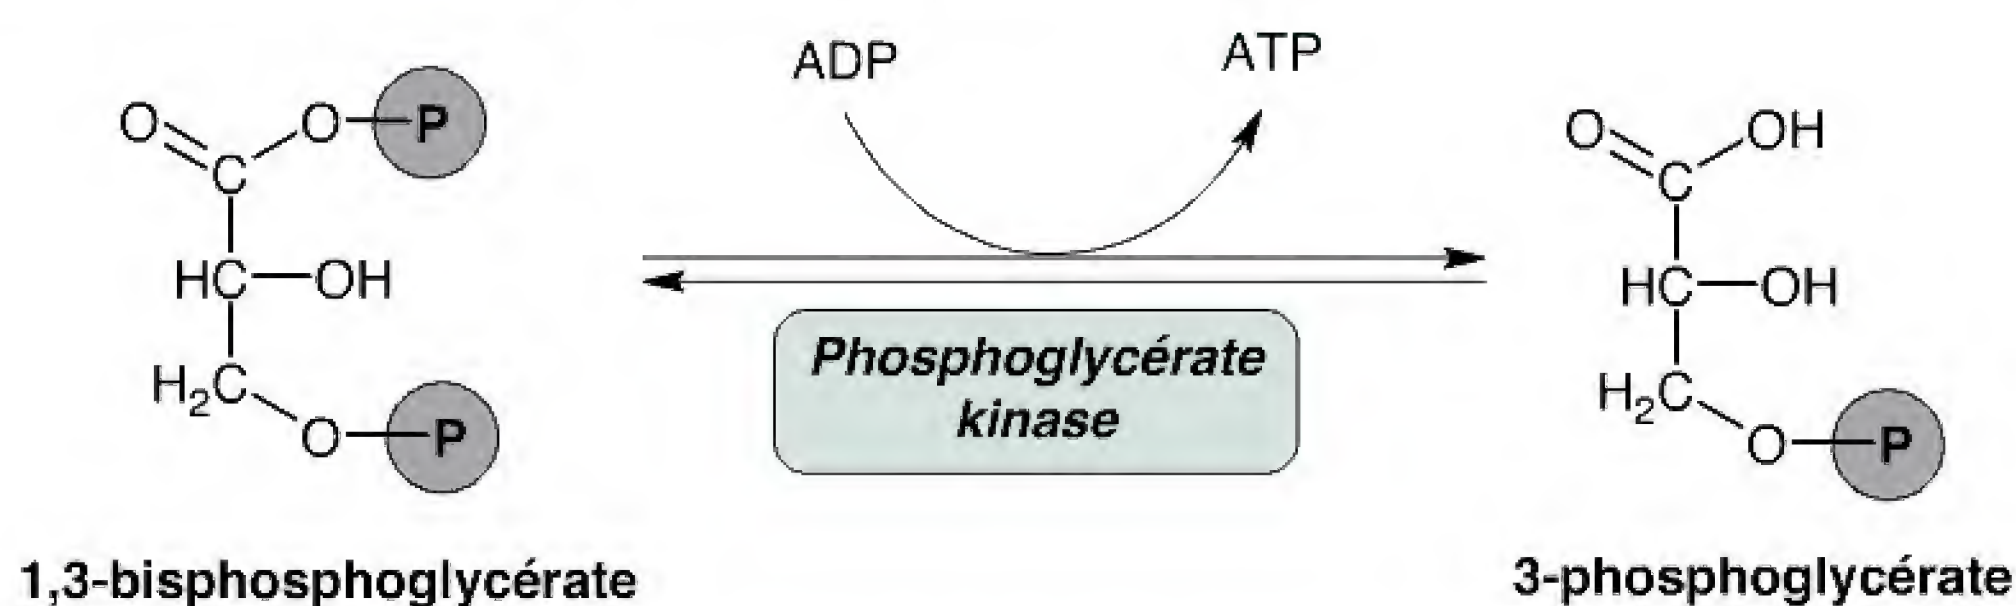 ADP
ATP
O
O
P
C
HC
OH
H₂C
O
P
Phosphoglycérate
kinase
O
OH
C
HC
OH
H₂C
O
P
1,3-bisphosphoglycérate
3-phosphoglycérate